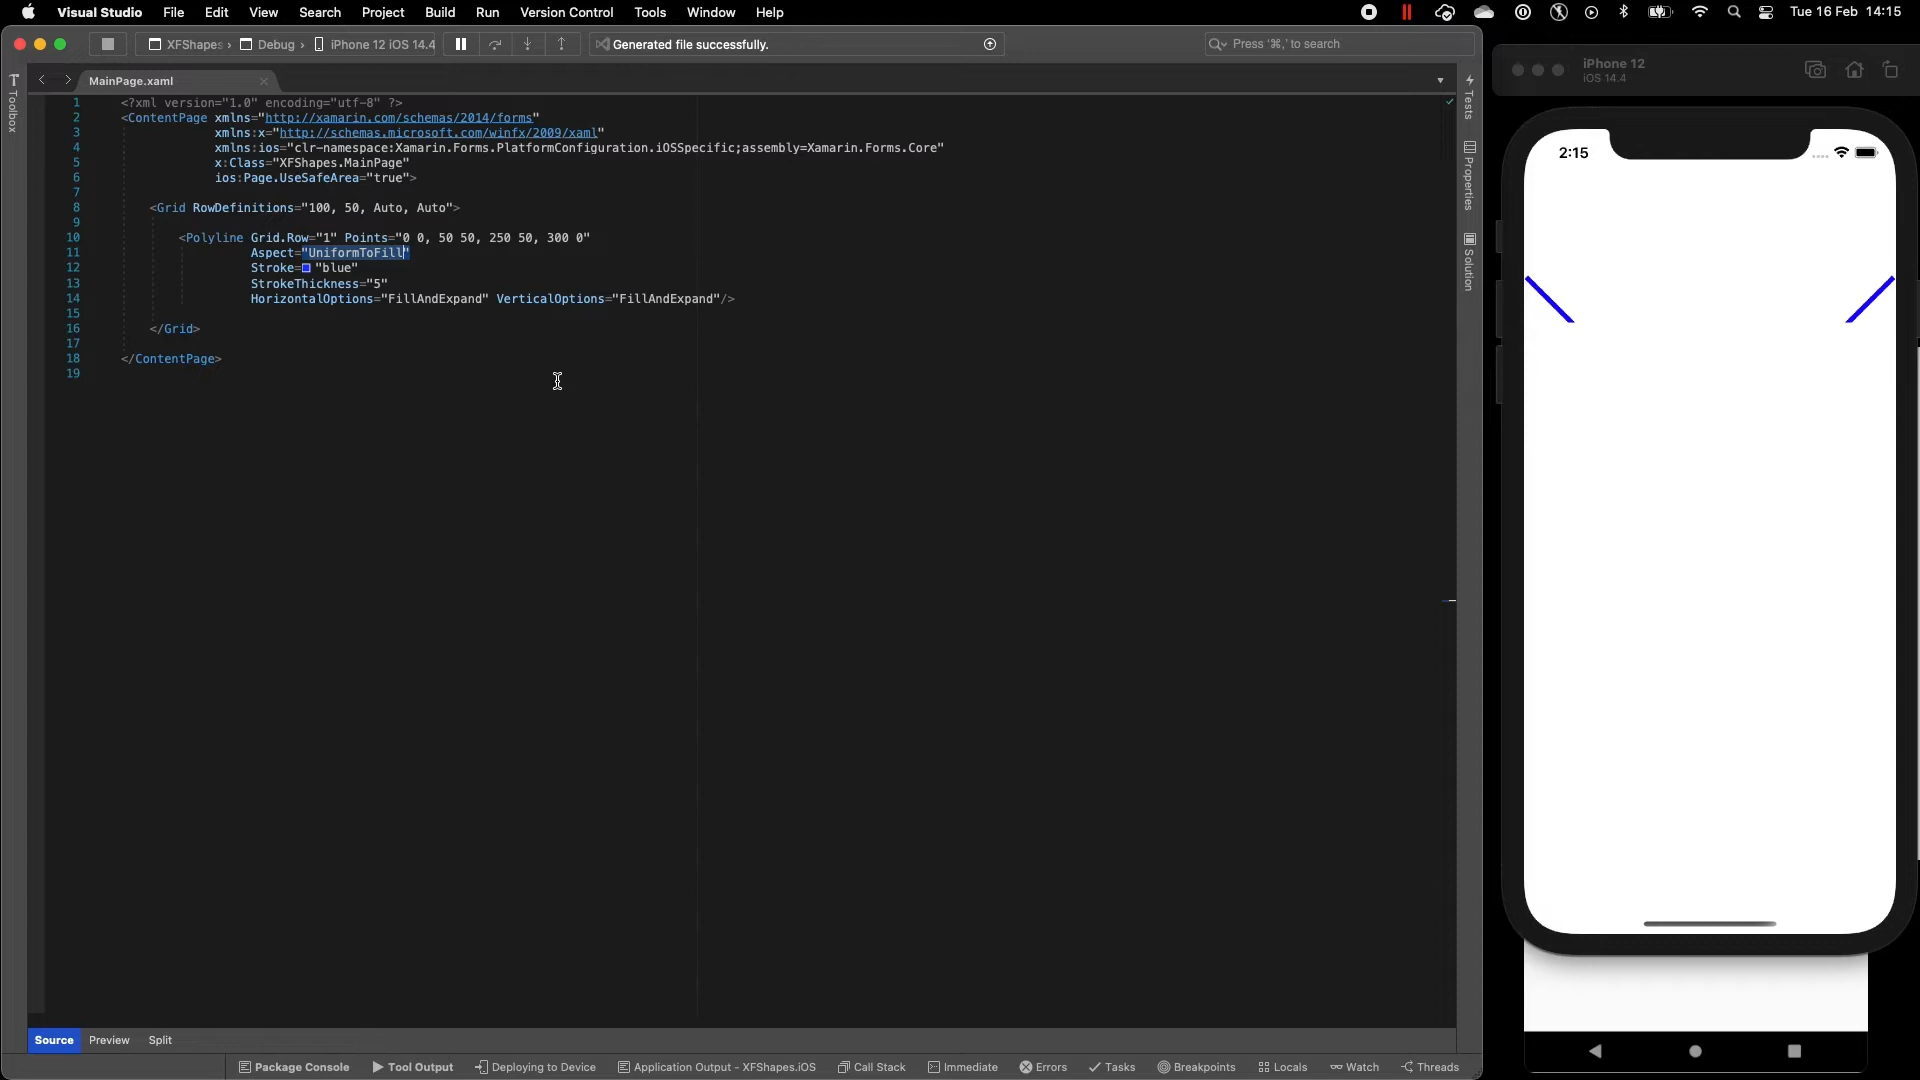 Visual Studio File Edit View Search Project Build Run Version Control Tools Window Help Tue 16 Feb 14:15
XFShapes › Debug › iPhone 12 iOS 14.4 Generated file successfully. Press '⌘,' to search
iPhone 12
iOS 14.4
MainPage.xaml
Toolbox
Tests
Properties
Solution
1 <?xml version="1.0" encoding="utf-8" ?>
2 <ContentPage xmlns="http://xamarin.com/schemas/2014/forms"
3 xmlns:x="http://schemas.microsoft.com/winfx/2009/xaml"
4 xmlns:ios="clr-namespace:Xamarin.Forms.PlatformConfiguration.iOSSpecific;assembly=Xamarin.Forms.Core"
5 x:Class="XFShapes.MainPage"
6 ios:Page.UseSafeArea="true">
7
8 <Grid RowDefinitions="100, 50, Auto, Auto">
9
10 <Polyline Grid.Row="1" Points="0 0, 50 50, 250 50, 300 0"
11 Aspect="UniformToFill"
12 Stroke="blue"
13 StrokeThickness="5"
14 HorizontalOptions="FillAndExpand" VerticalOptions="FillAndExpand"/>
15
16 </Grid>
17
18 </ContentPage>
19
2:15
Source Preview Split
Package Console Tool Output Deploying to Device Application Output - XFShapes.iOS Call Stack Immediate Errors Tasks Breakpoints Locals Watch Threads